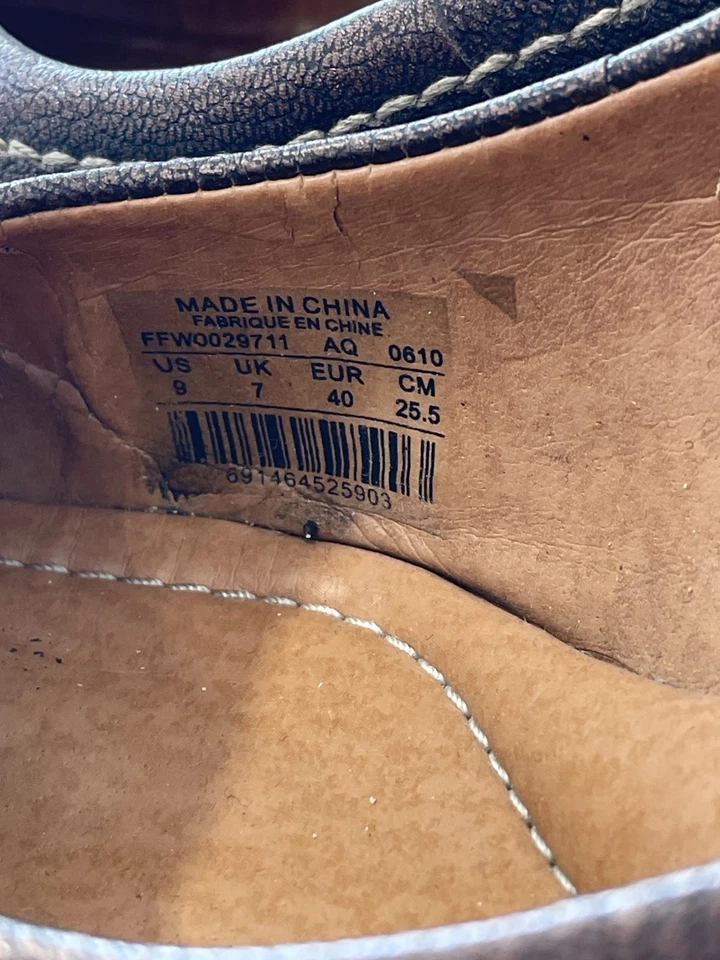 MADE IN CHINA
FABRIQUE EN CHINE
FFW0029711 AQ 0610
US UK EUR CM
9 7 40 25.5
691464525903